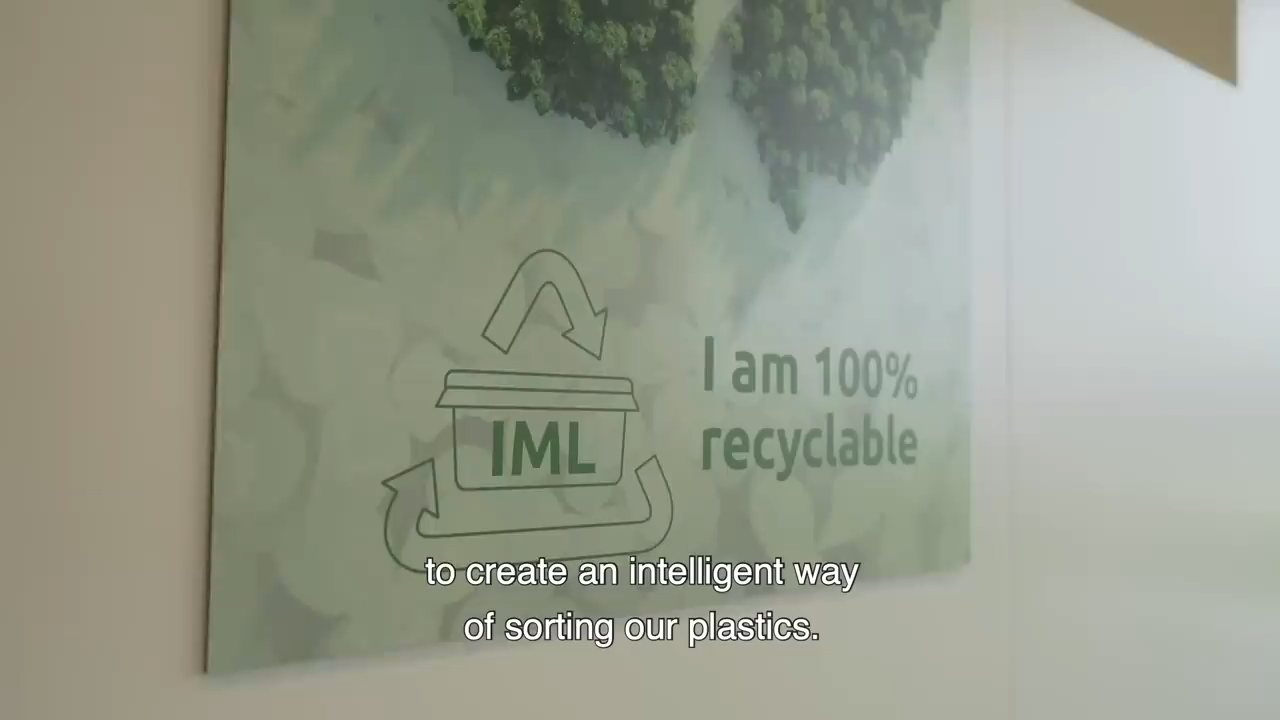 I am 100%
recyclable
IML
to create an intelligent way
of sorting our plastics.